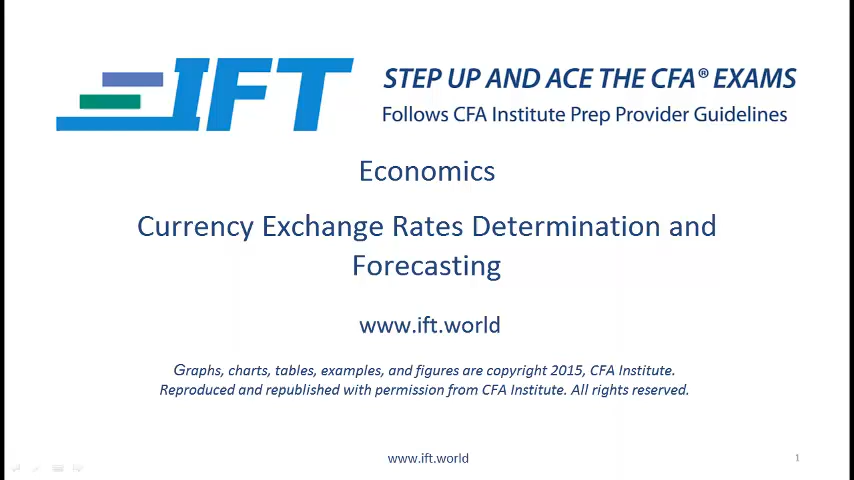 IFT
STEP UP AND ACE THE CFA® EXAMS
Follows CFA Institute Prep Provider Guidelines
Economics
Currency Exchange Rates Determination and
Forecasting
www.ift.world
Graphs, charts, tables, examples, and figures are copyright 2015, CFA Institute.
Reproduced and republished with permission from CFA Institute. All rights reserved.
www.ift.world
1